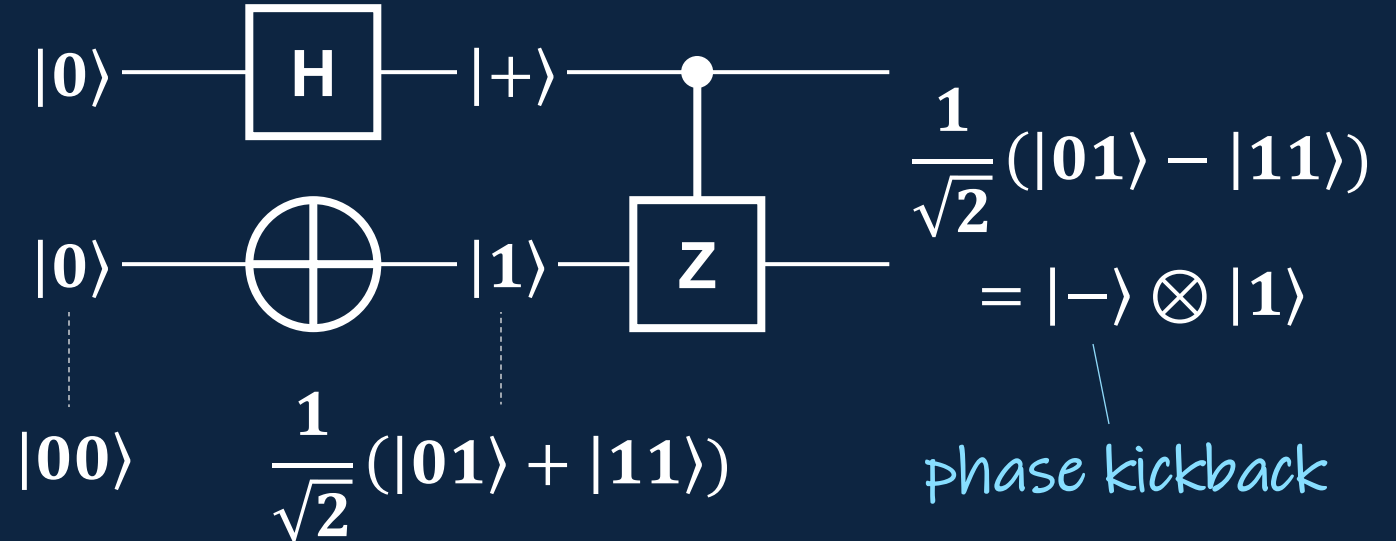 |0⟩ H |+⟩
1/√2 (|01⟩ − |11⟩)
|0⟩ |1⟩ Z
= |−⟩ ⊗ |1⟩
|00⟩ 1/√2 (|01⟩ + |11⟩)
phase kickback